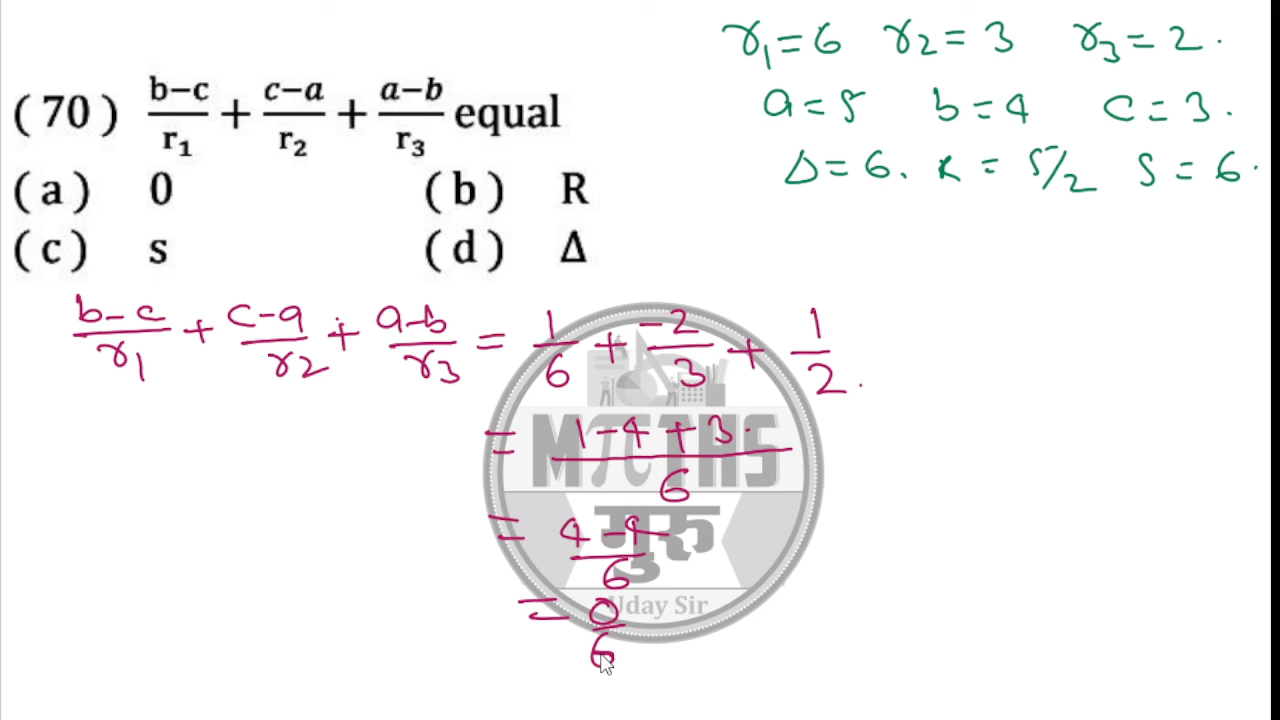 r₁ = 6 r₂ = 3 r₃ = 2.
a = 5 b = 4 c = 3.
Δ = 6. R = 5/2 S = 6.
(70) b−c/r₁ + c−a/r₂ + a−b/r₃ equal
(a) 0 (b) R
(c) s (d) Δ
b−c/r₁ + c−a/r₂ + a−b/r₃ = 1/6 + −2/3 + 1/2.
= 1−4+3./6
= 4−4/6
= 0/6
MπTHS
गुरु
Uday Sir